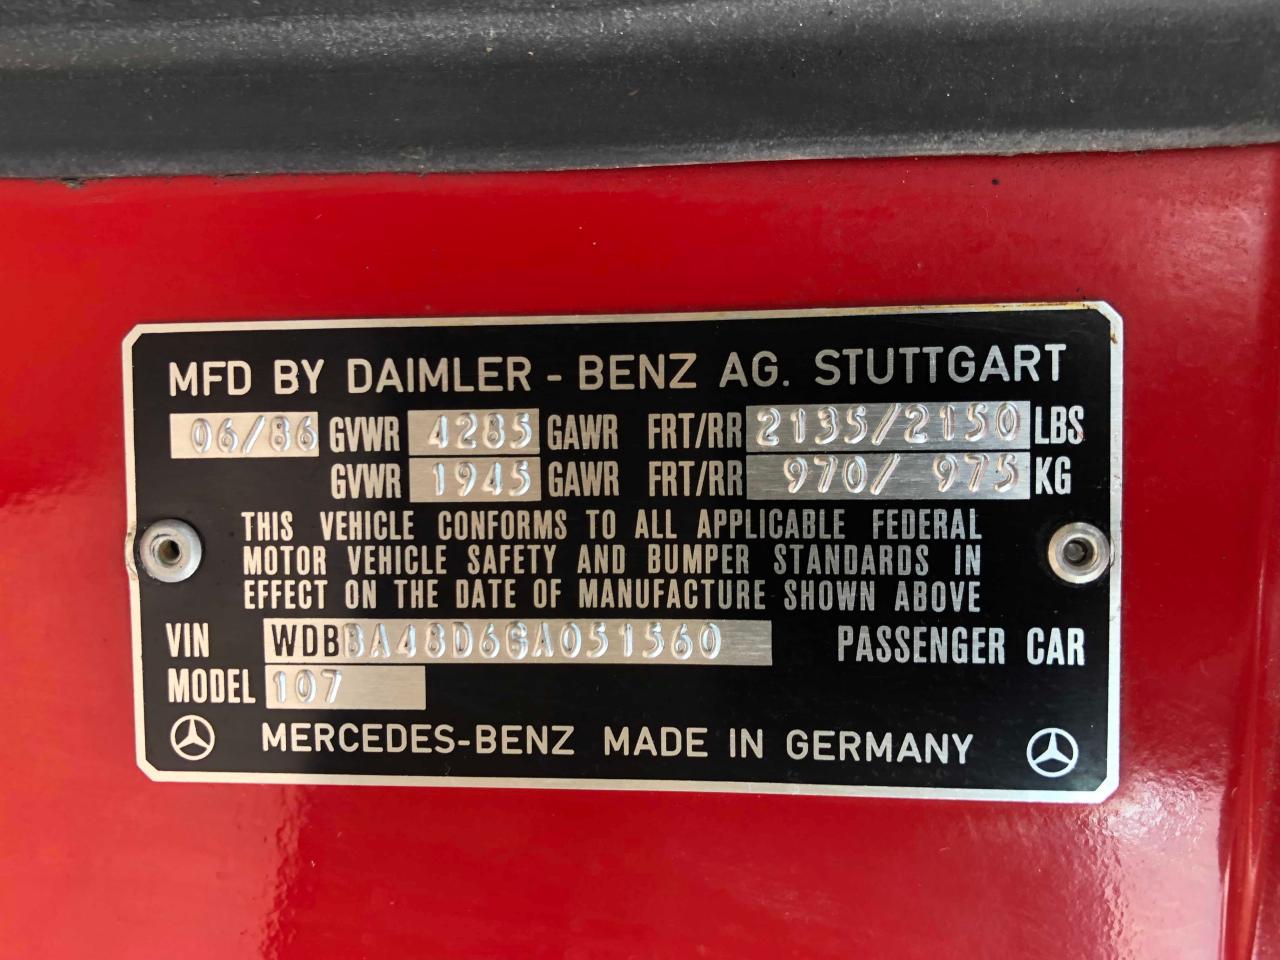 MFD BY DAIMLER - BENZ AG. STUTTGART
06/86 GVWR 4285 GAWR FRT/RR 2135/2150 LBS
GVWR 1945 GAWR FRT/RR 970/ 975 KG
THIS VEHICLE CONFORMS TO ALL APPLICABLE FEDERAL
MOTOR VEHICLE SAFETY AND BUMPER STANDARDS IN
EFFECT ON THE DATE OF MANUFACTURE SHOWN ABOVE
VIN WDBBA48D6GA051560 PASSENGER CAR
MODEL 107
MERCEDES-BENZ MADE IN GERMANY